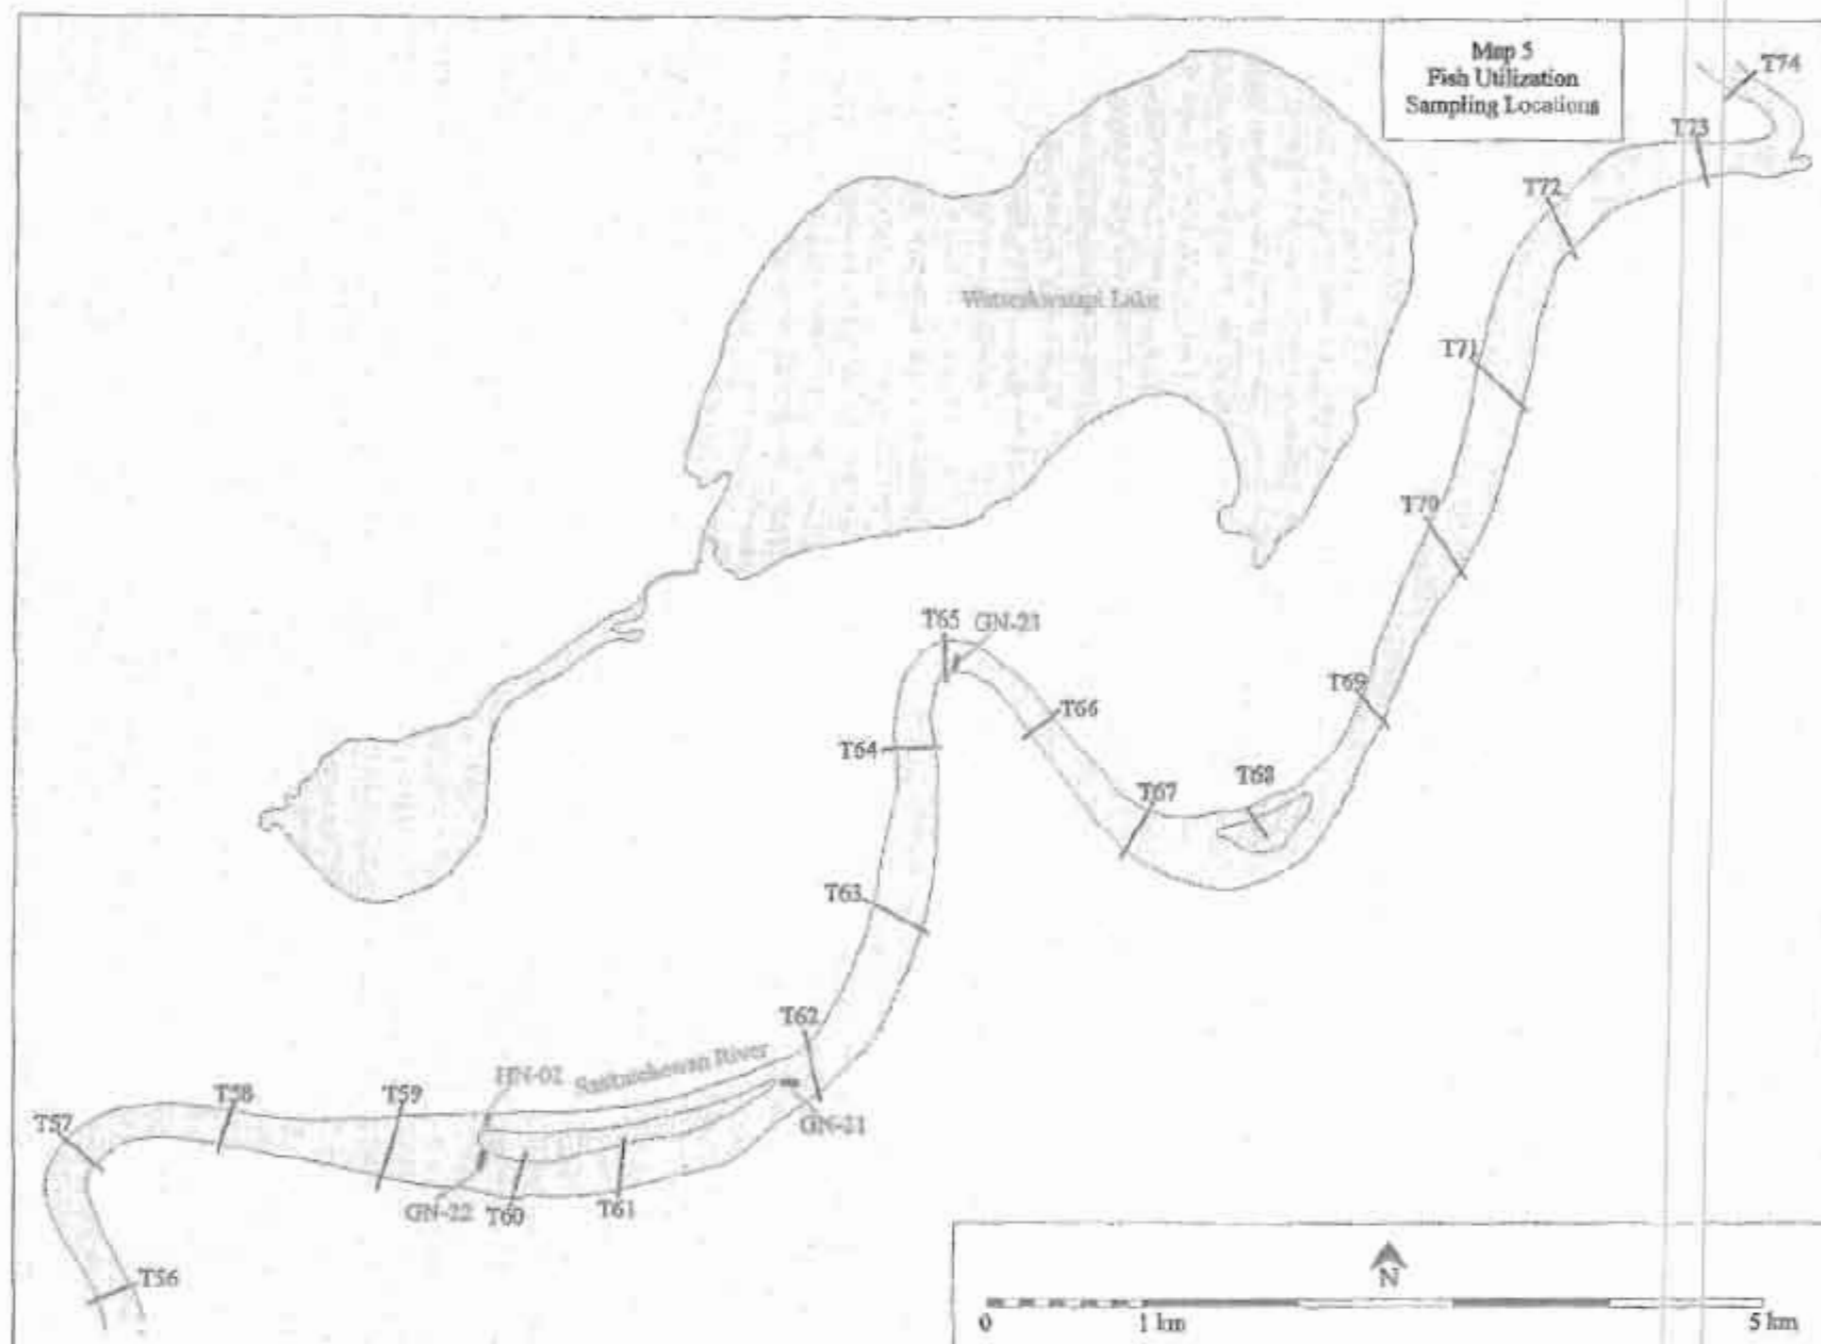 Map 5
Fish Utilization
Sampling Locations
T74
T73
T72
Lake
T71
T70
T65
GN-23
T69
T66
T64
T68
T67
T63
T62
HN-02
Saskatchewan River
T58
T59
T57
GN-21
GN-22
T60
T61
T56
N
0
1 km
5 km